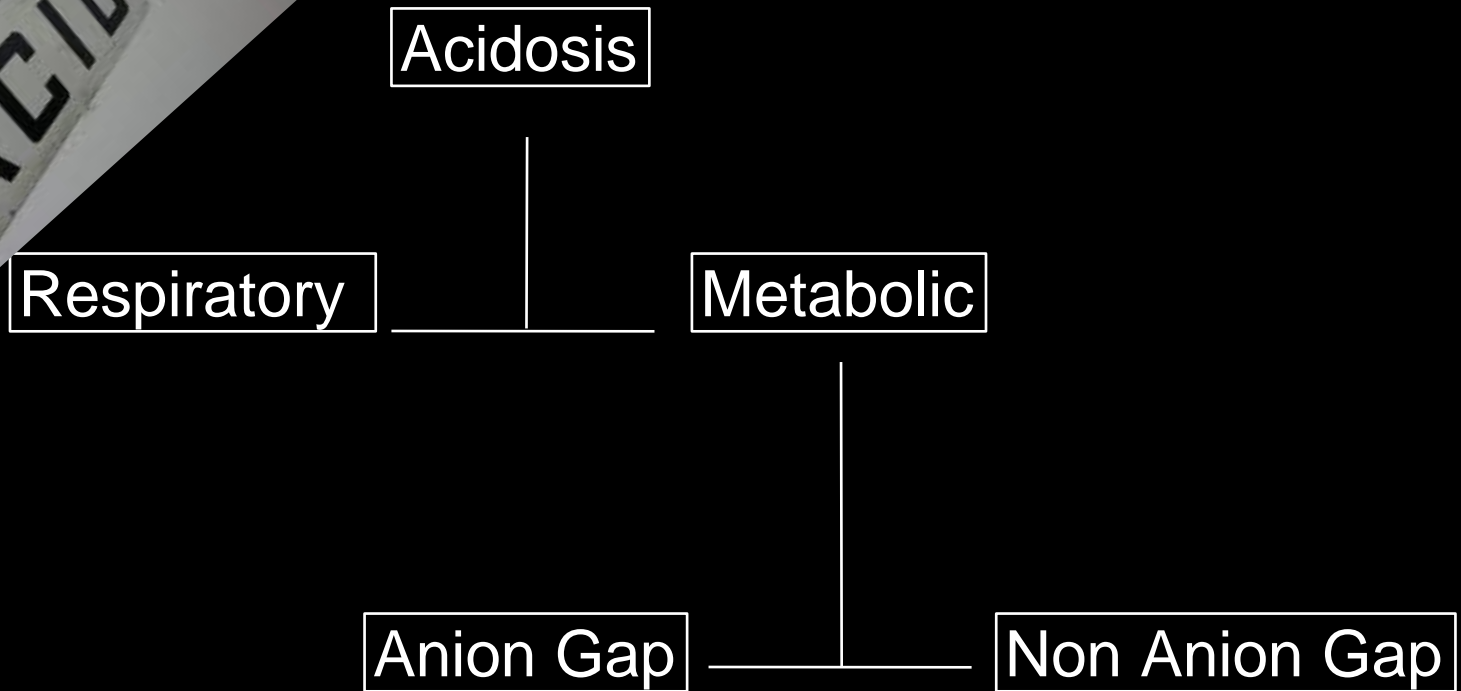 Acidosis
Respiratory
Metabolic
Anion Gap
Non Anion Gap